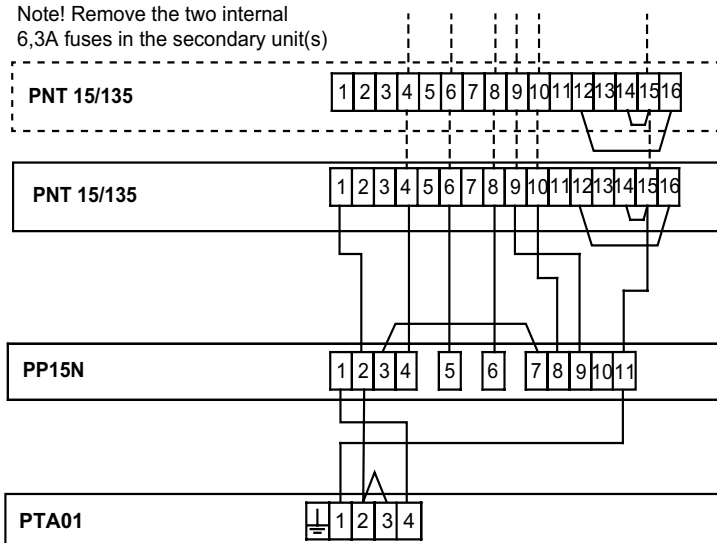 Note! Remove the two internal
6,3A fuses in the secondary unit(s)
PNT 15/135 1 2 3 4 5 6 7 8 9 10 11 12 13 14 15 16
PNT 15/135 1 2 3 4 5 6 7 8 9 10 11 12 13 14 15 16
PP15N 1 2 3 4 5 6 7 8 9 10 11
PTA01 1 2 3 4